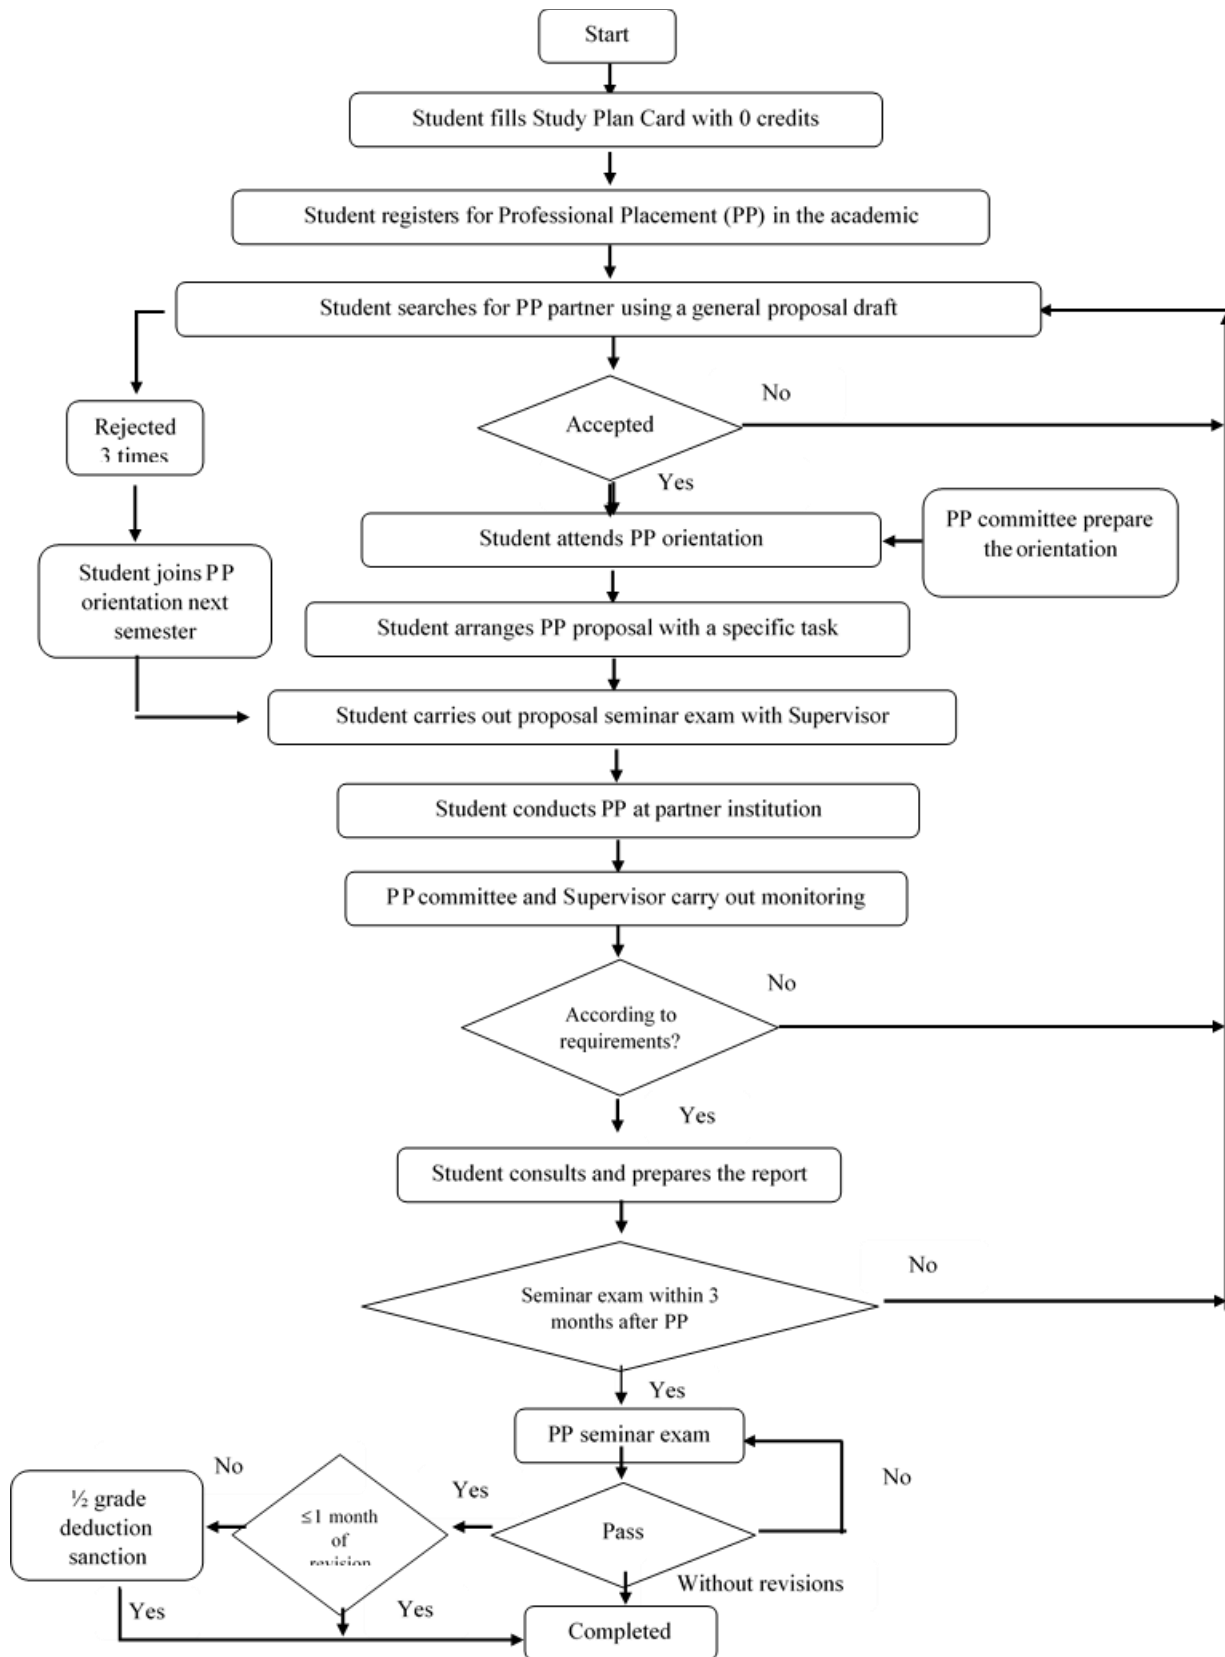 Start
Student fills Study Plan Card with 0 credits
Student registers for Professional Placement (PP) in the academic
Student searches for PP partner using a general proposal draft
No
Accepted
Rejected
3 times
Yes
PP committee prepare
the orientation
Student attends PP orientation
Student joins PP
orientation next
semester
Student arranges PP proposal with a specific task
Student carries out proposal seminar exam with Supervisor
Student conducts PP at partner institution
PP committee and Supervisor carry out monitoring
No
According to
requirements?
Yes
Student consults and prepares the report
No
Seminar exam within 3
months after PP
Yes
PP seminar exam
No
No
Yes
½ grade
deduction
sanction
≤1 month
of
revision
Pass
Without revisions
Yes
Yes
Completed